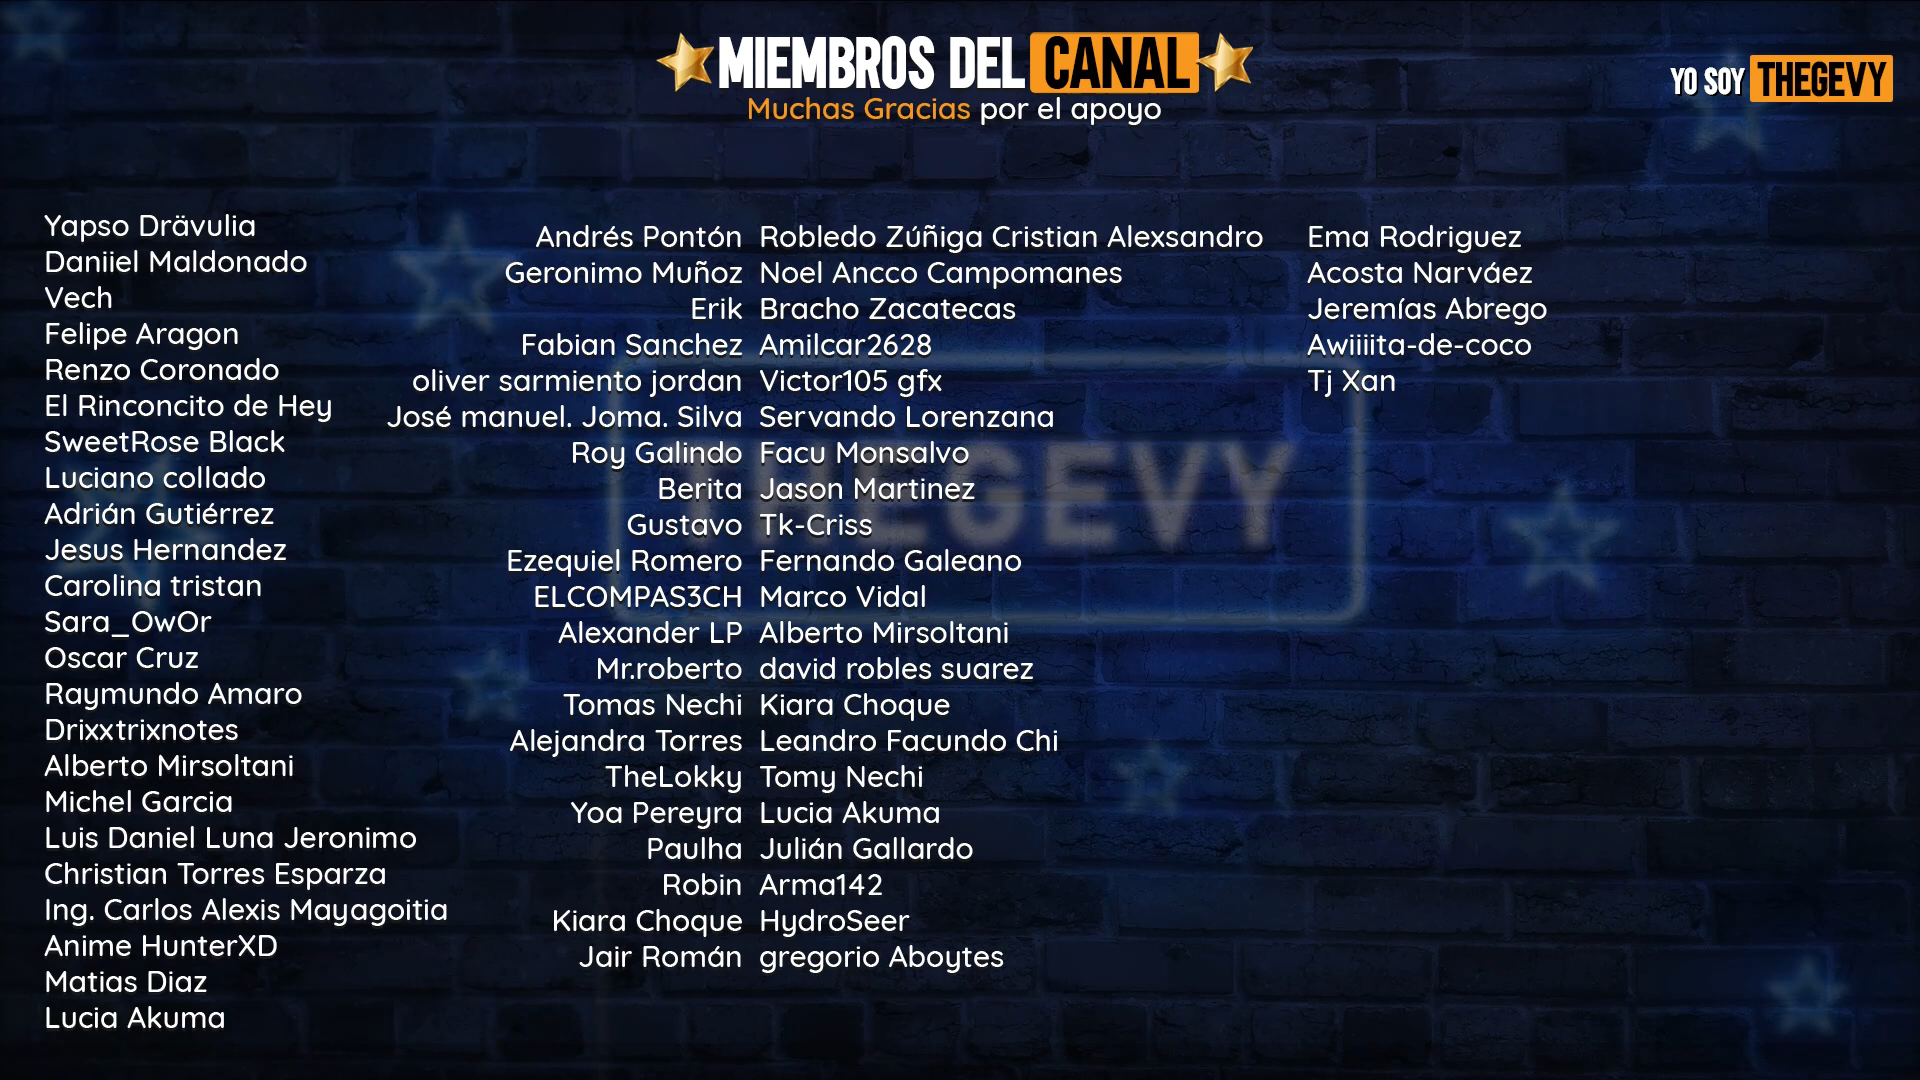 MIEMBROS DEL CANAL
Muchas Gracias por el apoyo
YO SOY THEGEVY
Yapso Drävulia
Daniiel Maldonado
Vech
Felipe Aragon
Renzo Coronado
El Rinconcito de Hey
SweetRose Black
Luciano collado
Adrián Gutiérrez
Jesus Hernandez
Carolina tristan
Sara_OwOr
Oscar Cruz
Raymundo Amaro
Drixxtrixnotes
Alberto Mirsoltani
Michel Garcia
Luis Daniel Luna Jeronimo
Christian Torres Esparza
Ing. Carlos Alexis Mayagoitia
Anime HunterXD
Matias Diaz
Lucia Akuma
Andrés Pontón
Geronimo Muñoz
Erik
Fabian Sanchez
oliver sarmiento jordan
José manuel. Joma. Silva
Roy Galindo
Berita
Gustavo
Ezequiel Romero
ELCOMPAS3CH
Alexander LP
Mr.roberto
Tomas Nechi
Alejandra Torres
TheLokky
Yoa Pereyra
Paulha
Robin
Kiara Choque
Jair Román
Robledo Zúñiga Cristian Alexsandro
Noel Ancco Campomanes
Bracho Zacatecas
Amilcar2628
Victor105 gfx
Servando Lorenzana
Facu Monsalvo
Jason Martinez
Tk-Criss
Fernando Galeano
Marco Vidal
Alberto Mirsoltani
david robles suarez
Kiara Choque
Leandro Facundo Chi
Tomy Nechi
Lucia Akuma
Julián Gallardo
Arma142
HydroSeer
gregorio Aboytes
Ema Rodriguez
Acosta Narváez
Jeremías Abrego
Awiiiita-de-coco
Tj Xan
THEGEVY